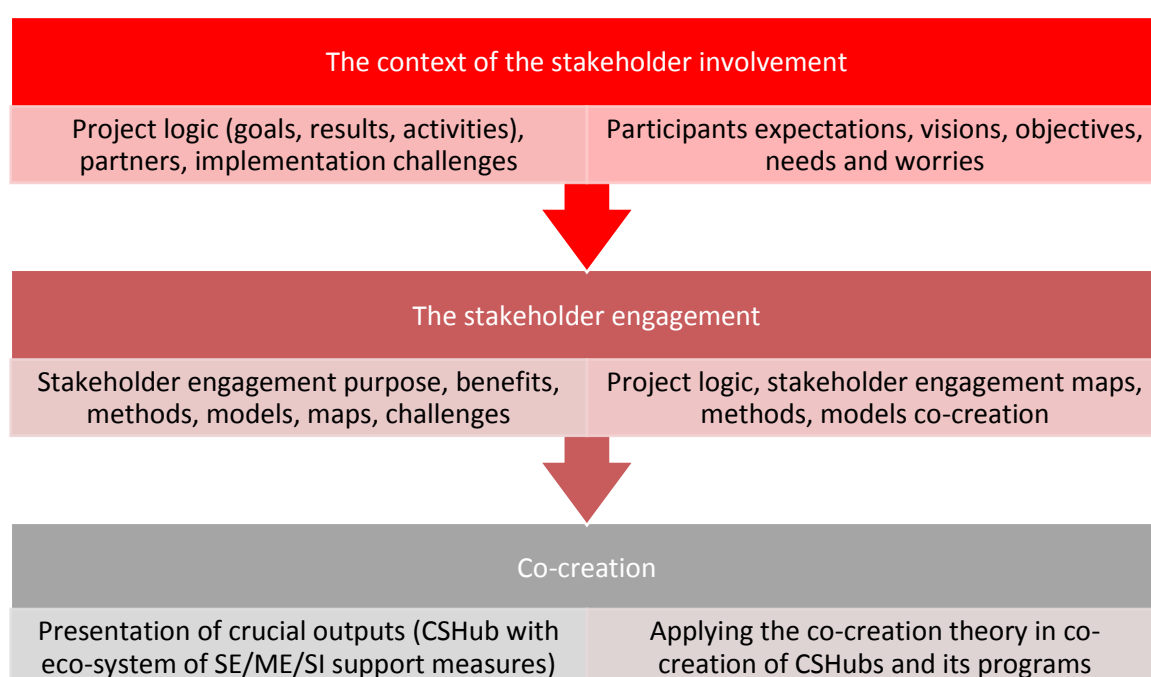 The context of the stakeholder involvement
Project logic (goals, results, activities),
partners, implementation challenges
Participants expectations, visions, objectives,
needs and worries
The stakeholder engagement
Stakeholder engagement purpose, benefits,
methods, models, maps, challenges
Project logic, stakeholder engagement maps,
methods, models co-creation
Co-creation
Presentation of crucial outputs (CSHub with
eco-system of SE/ME/SI support measures)
Applying the co-creation theory in co-
creation of CSHubs and its programs